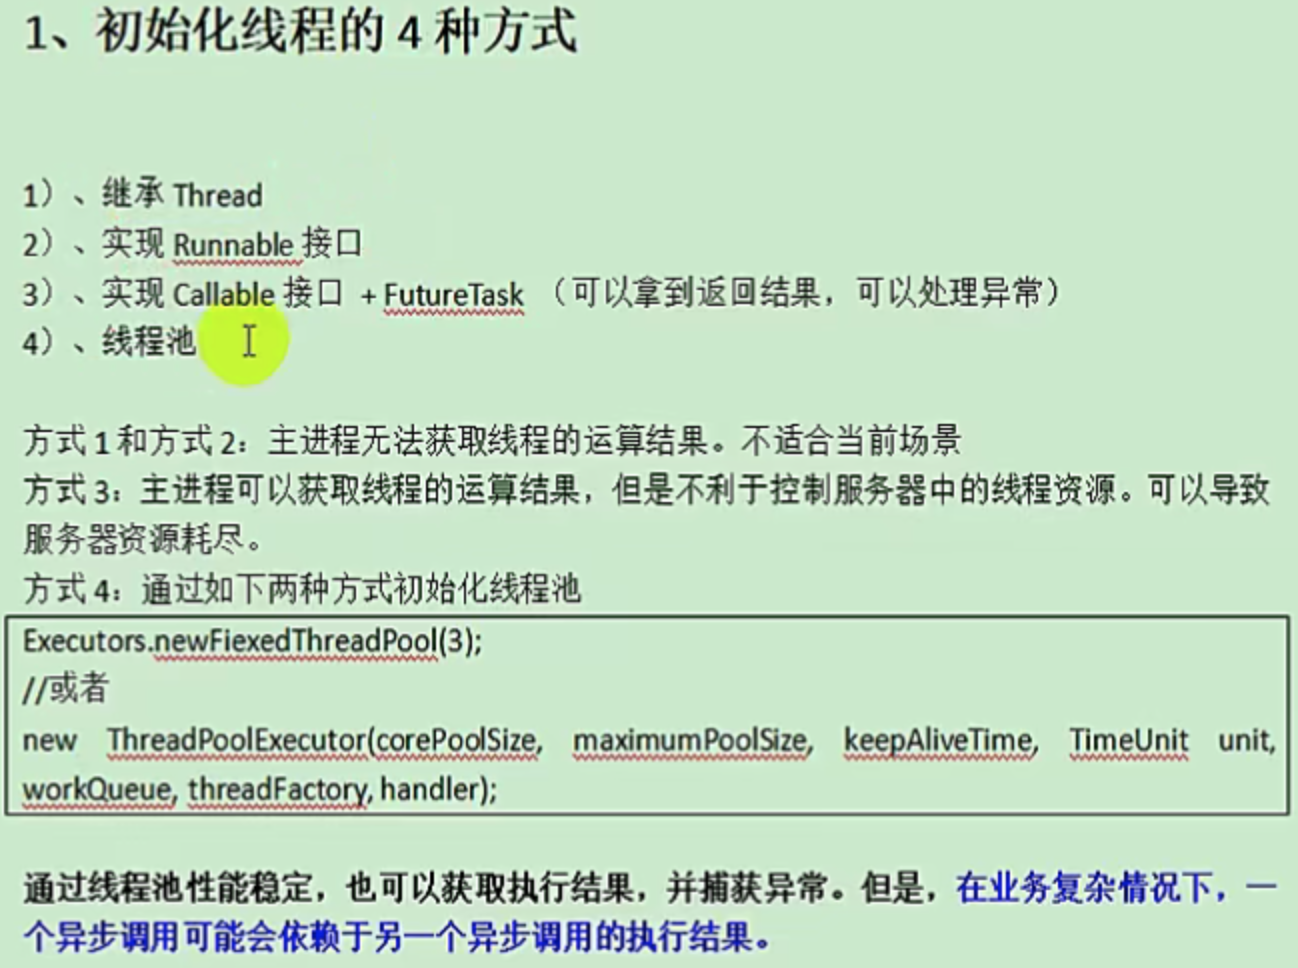 1、初始化线程的 4 种方式
1）、继承 Thread
2）、实现 Runnable 接口
3）、实现 Callable 接口 + FutureTask （可以拿到返回结果，可以处理异常）
4）、线程池
方式 1 和方式 2：主进程无法获取线程的运算结果。不适合当前场景
方式 3：主进程可以获取线程的运算结果，但是不利于控制服务器中的线程资源。可以导致
服务器资源耗尽。
方式 4：通过如下两种方式初始化线程池
Executors.newFiexedThreadPool(3);
//或者
new ThreadPoolExecutor(corePoolSize, maximumPoolSize, keepAliveTime, TimeUnit unit,
workQueue, threadFactory, handler);
通过线程池性能稳定，也可以获取执行结果，并捕获异常。但是，在业务复杂情况下，一
个异步调用可能会依赖于另一个异步调用的执行结果。